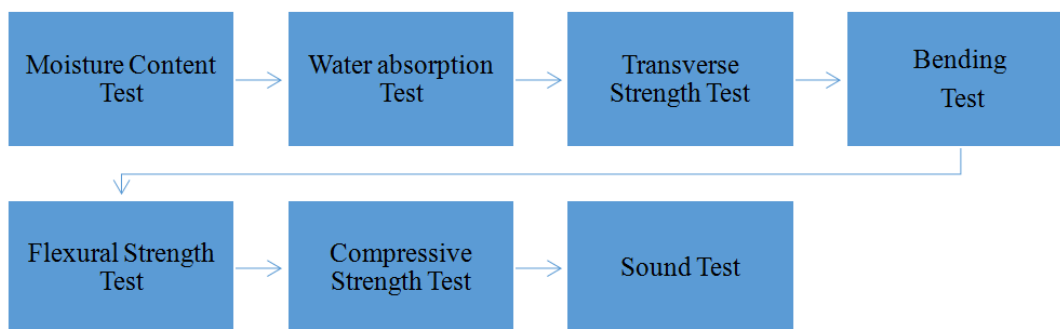 Moisture Content
Test
Water absorption
Test
Transverse
Strength Test
Bending
Test
Flexural Strength
Test
Compressive
Strength Test
Sound Test